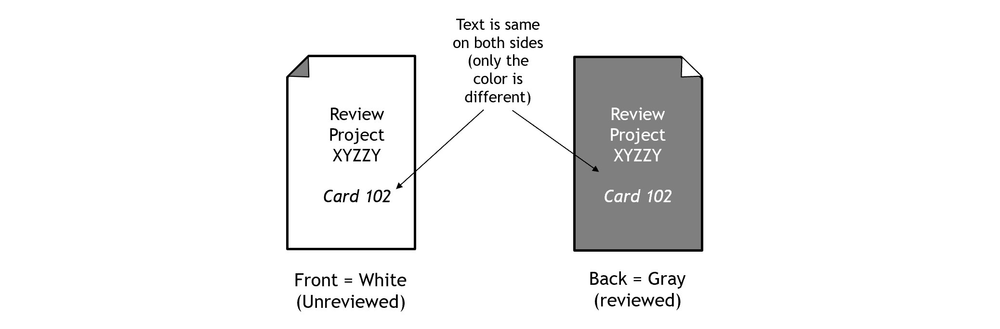 Text is same
on both sides
(only the
color is
different)
Review
Project
XYZZY
Card 102
Front = White
(Unreviewed)
Review
Project
XYZZY
Card 102
Back = Gray
(reviewed)